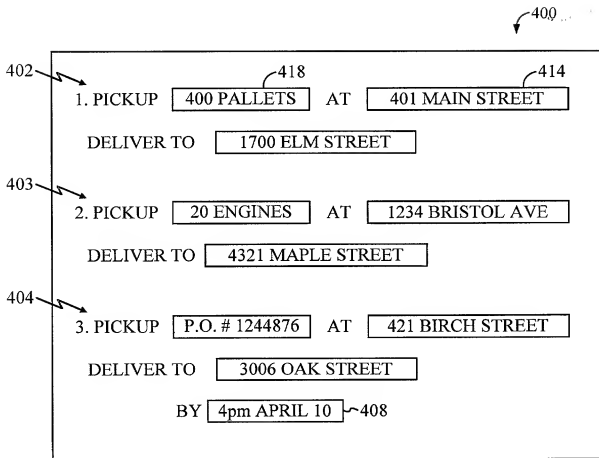 400
402
418
414
1. PICKUP 400 PALLETS AT 401 MAIN STREET
DELIVER TO 1700 ELM STREET
403
2. PICKUP 20 ENGINES AT 1234 BRISTOL AVE
DELIVER TO 4321 MAPLE STREET
404
3. PICKUP P.O. # 1244876 AT 421 BIRCH STREET
DELIVER TO 3006 OAK STREET
BY 4pm APRIL 10 408